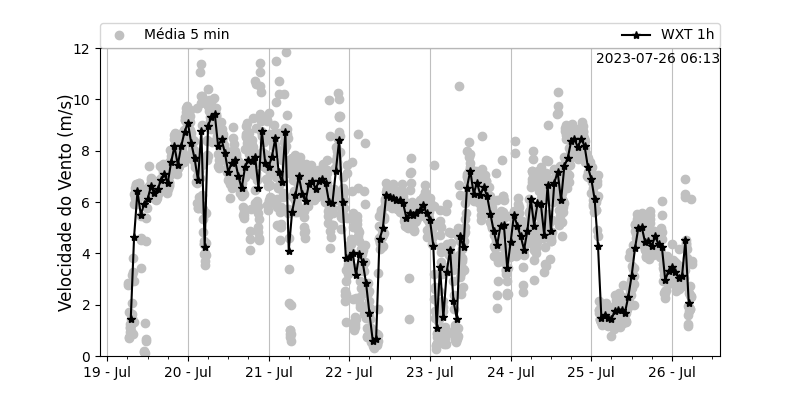 Média 5 min WXT 1h
2023-07-26 06:13
Velocidade do Vento (m/s)
12
10
8
6
4
2
0
19 - Jul 20 - Jul 21 - Jul 22 - Jul 23 - Jul 24 - Jul 25 - Jul 26 - Jul